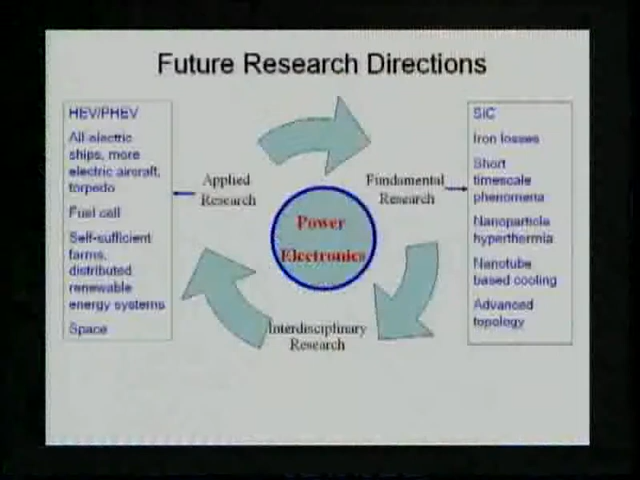 Future Research Directions
HEV/PHEV
All-electric
ships, more
electric aircraft,
torpedo
Fuel cell
Self-sufficient
farms,
distributed
renewable
energy systems
Space
Applied
Research
Fundamental
Research
Power
Electronics
Interdisciplinary
Research
SiC
Iron losses
Short
timescale
phenomena
Nanoparticle
hyperthermia
Nanotube
based cooling
Advanced
topology